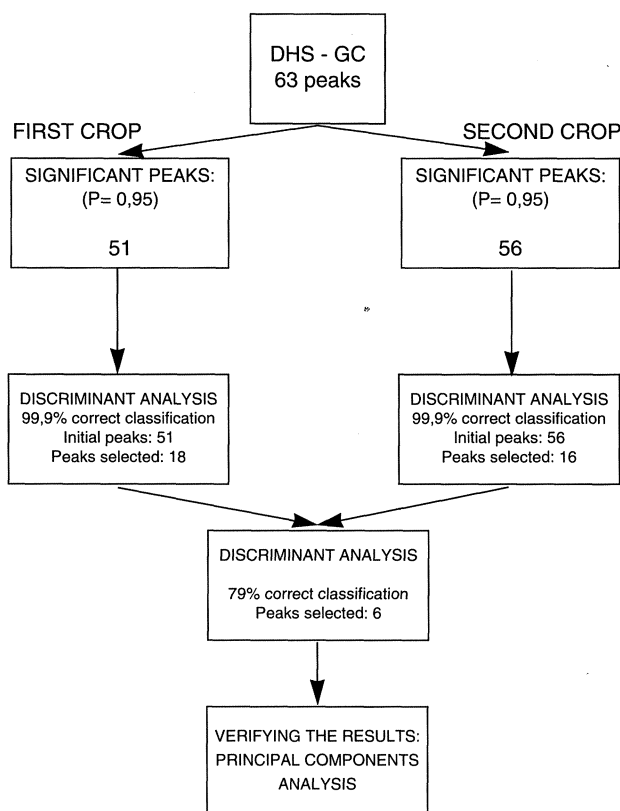 DHS - GC
63 peaks
FIRST CROP
SECOND CROP
SIGNIFICANT PEAKS:
(P= 0,95)
51
SIGNIFICANT PEAKS:
(P= 0,95)
56
DISCRIMINANT ANALYSIS
99,9% correct classification
Initial peaks: 51
Peaks selected: 18
DISCRIMINANT ANALYSIS
99,9% correct classification
Initial peaks: 56
Peaks selected: 16
DISCRIMINANT ANALYSIS
79% correct classification
Peaks selected: 6
VERIFYING THE RESULTS:
PRINCIPAL COMPONENTS
ANALYSIS